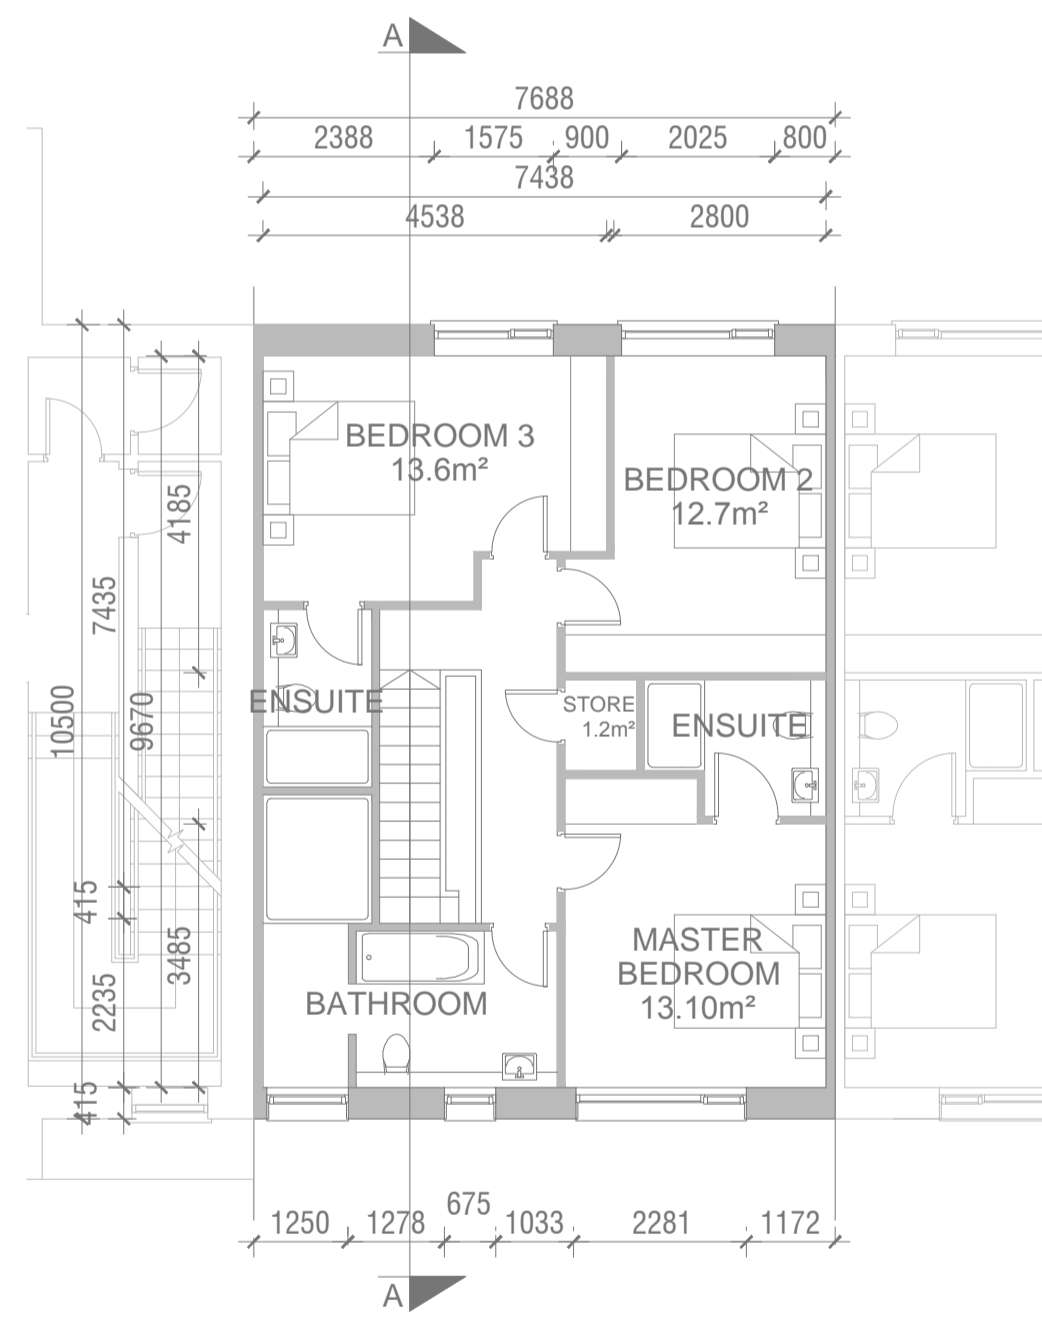 A
7688
2388 1575 900 2025 800
7438
4538 2800
BEDROOM 3
13.6m²
BEDROOM 2
12.7m²
4185
7435
10500
9670
ENSUITE
STORE
1.2m²
ENSUITE
415
3485
2235
415
MASTER
BEDROOM
13.10m²
BATHROOM
1250 1278 675 1033 2281 1172
A